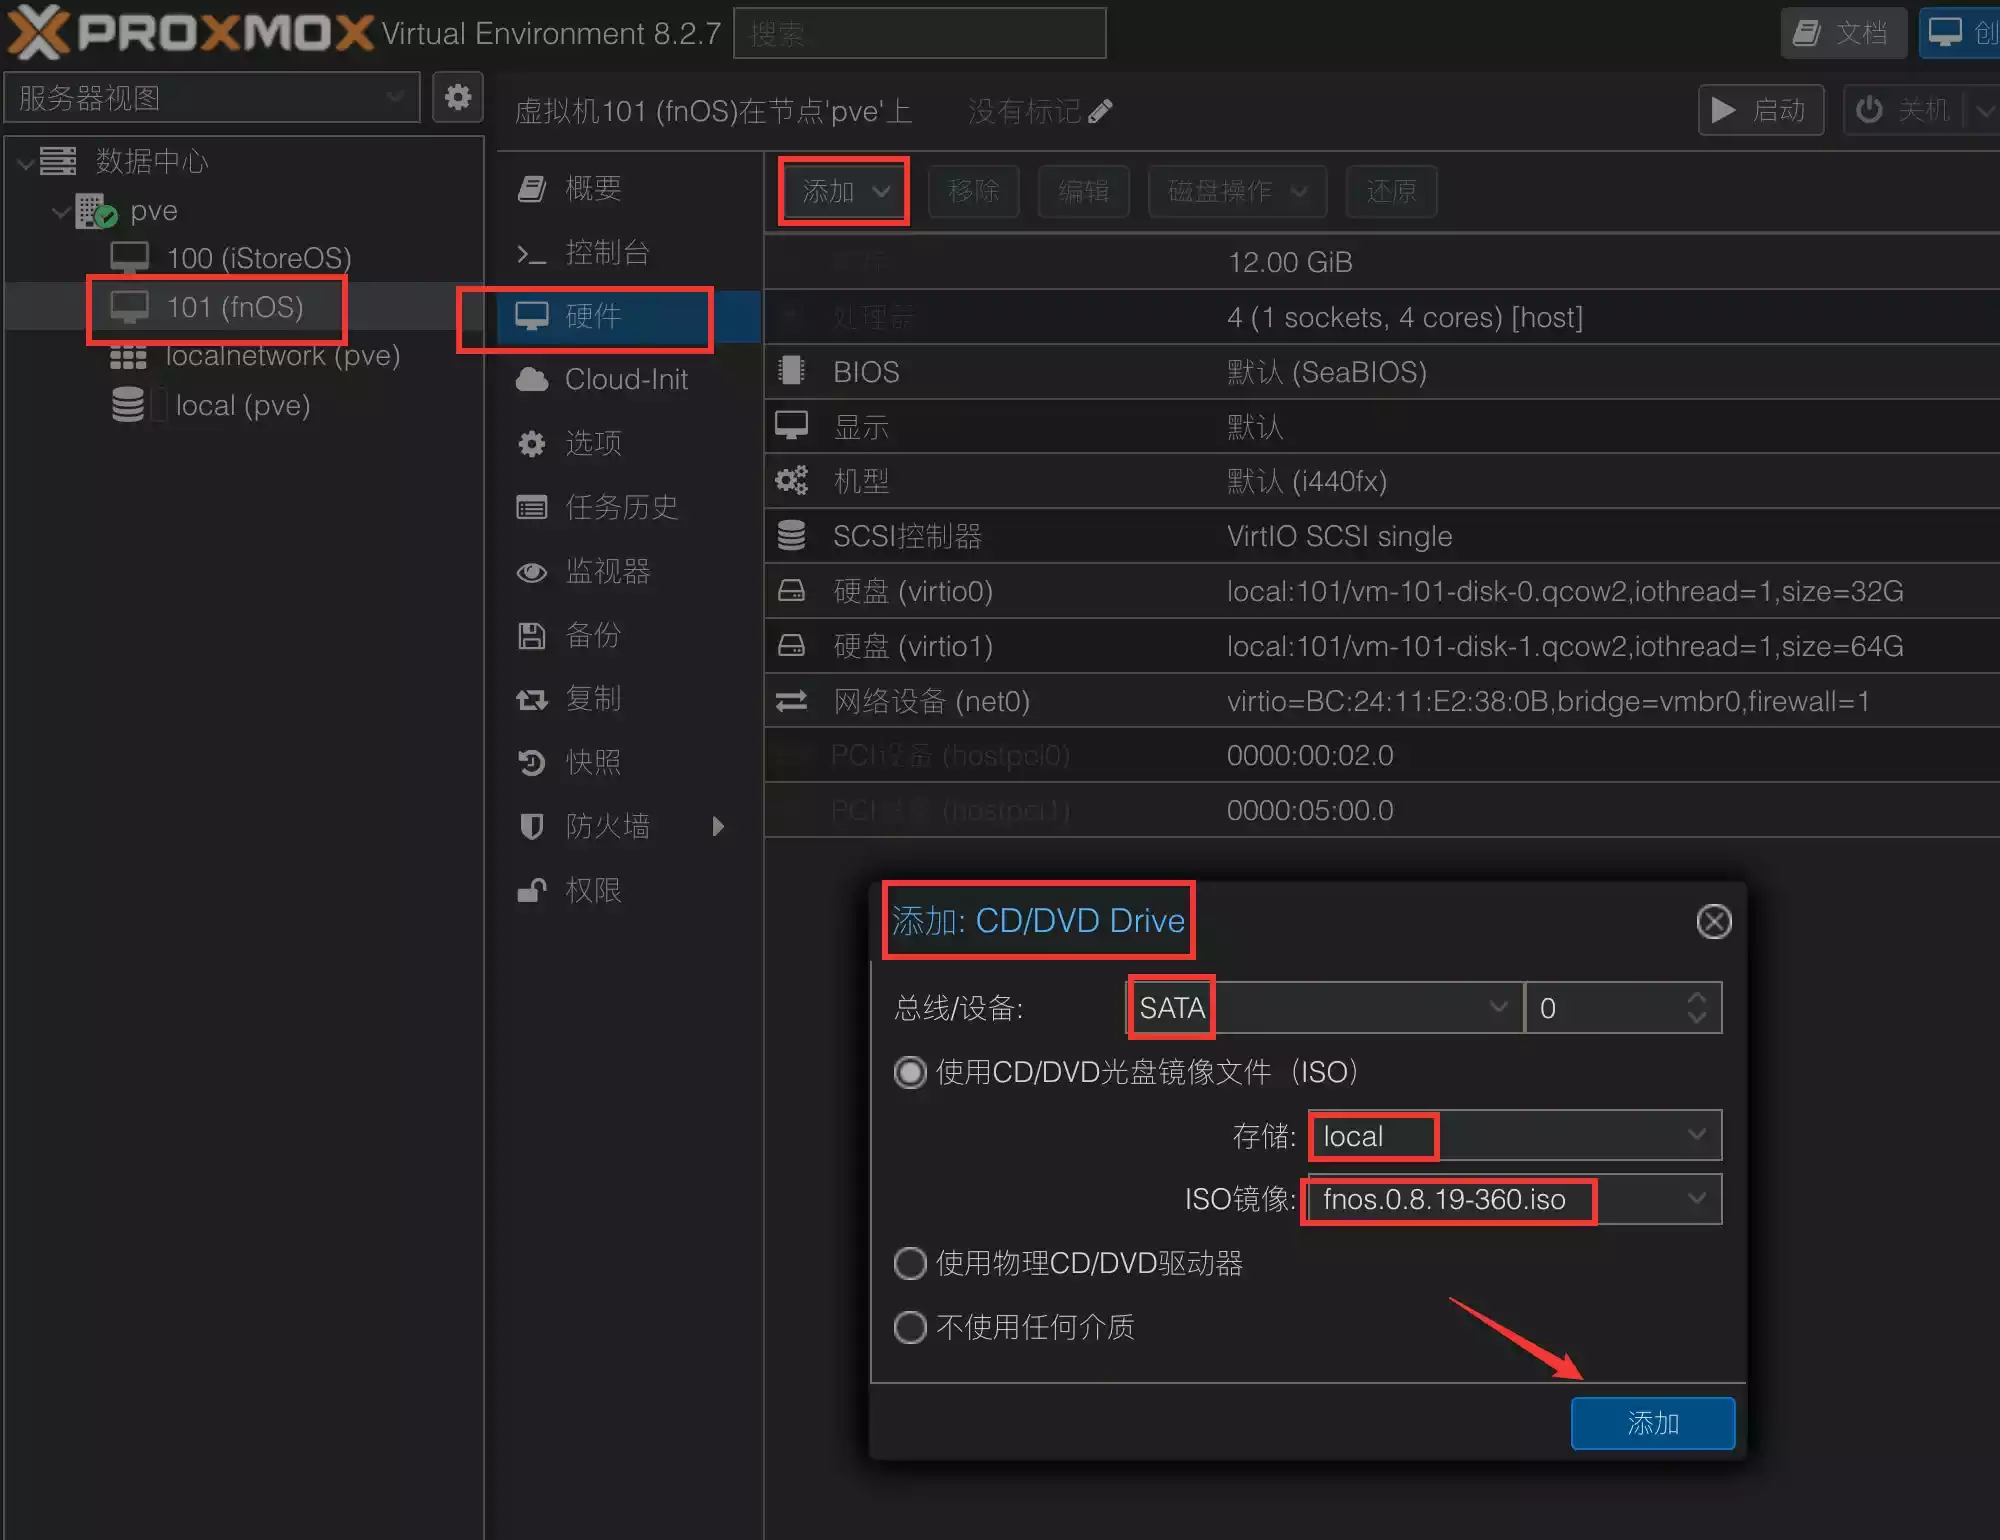 PROXMOX Virtual Environment 8.2.7
搜索
文档
创
服务器视图
虚拟机101 (fnOS)在节点'pve'上
没有标记
启动
关机
数据中心
pve
100 (iStoreOS)
101 (fnOS)
localnetwork (pve)
local (pve)
概要
控制台
硬件
Cloud-Init
选项
任务历史
监视器
备份
复制
快照
防火墙
权限
添加
移除
编辑
磁盘操作
还原
12.00 GiB
处理器 4 (1 sockets, 4 cores) [host]
BIOS 默认 (SeaBIOS)
显示 默认
机型 默认 (i440fx)
SCSI控制器 VirtIO SCSI single
硬盘 (virtio0) local:101/vm-101-disk-0.qcow2,iothread=1,size=32G
硬盘 (virtio1) local:101/vm-101-disk-1.qcow2,iothread=1,size=64G
网络设备 (net0) virtio=BC:24:11:E2:38:0B,bridge=vmbr0,firewall=1
PCI设备 (hostpci0) 0000:00:02.0
PCI设备 (hostpci1) 0000:05:00.0
添加: CD/DVD Drive
总线/设备: SATA 0
使用CD/DVD光盘镜像文件（ISO）
存储: local
ISO镜像: fnos.0.8.19-360.iso
使用物理CD/DVD驱动器
不使用任何介质
添加